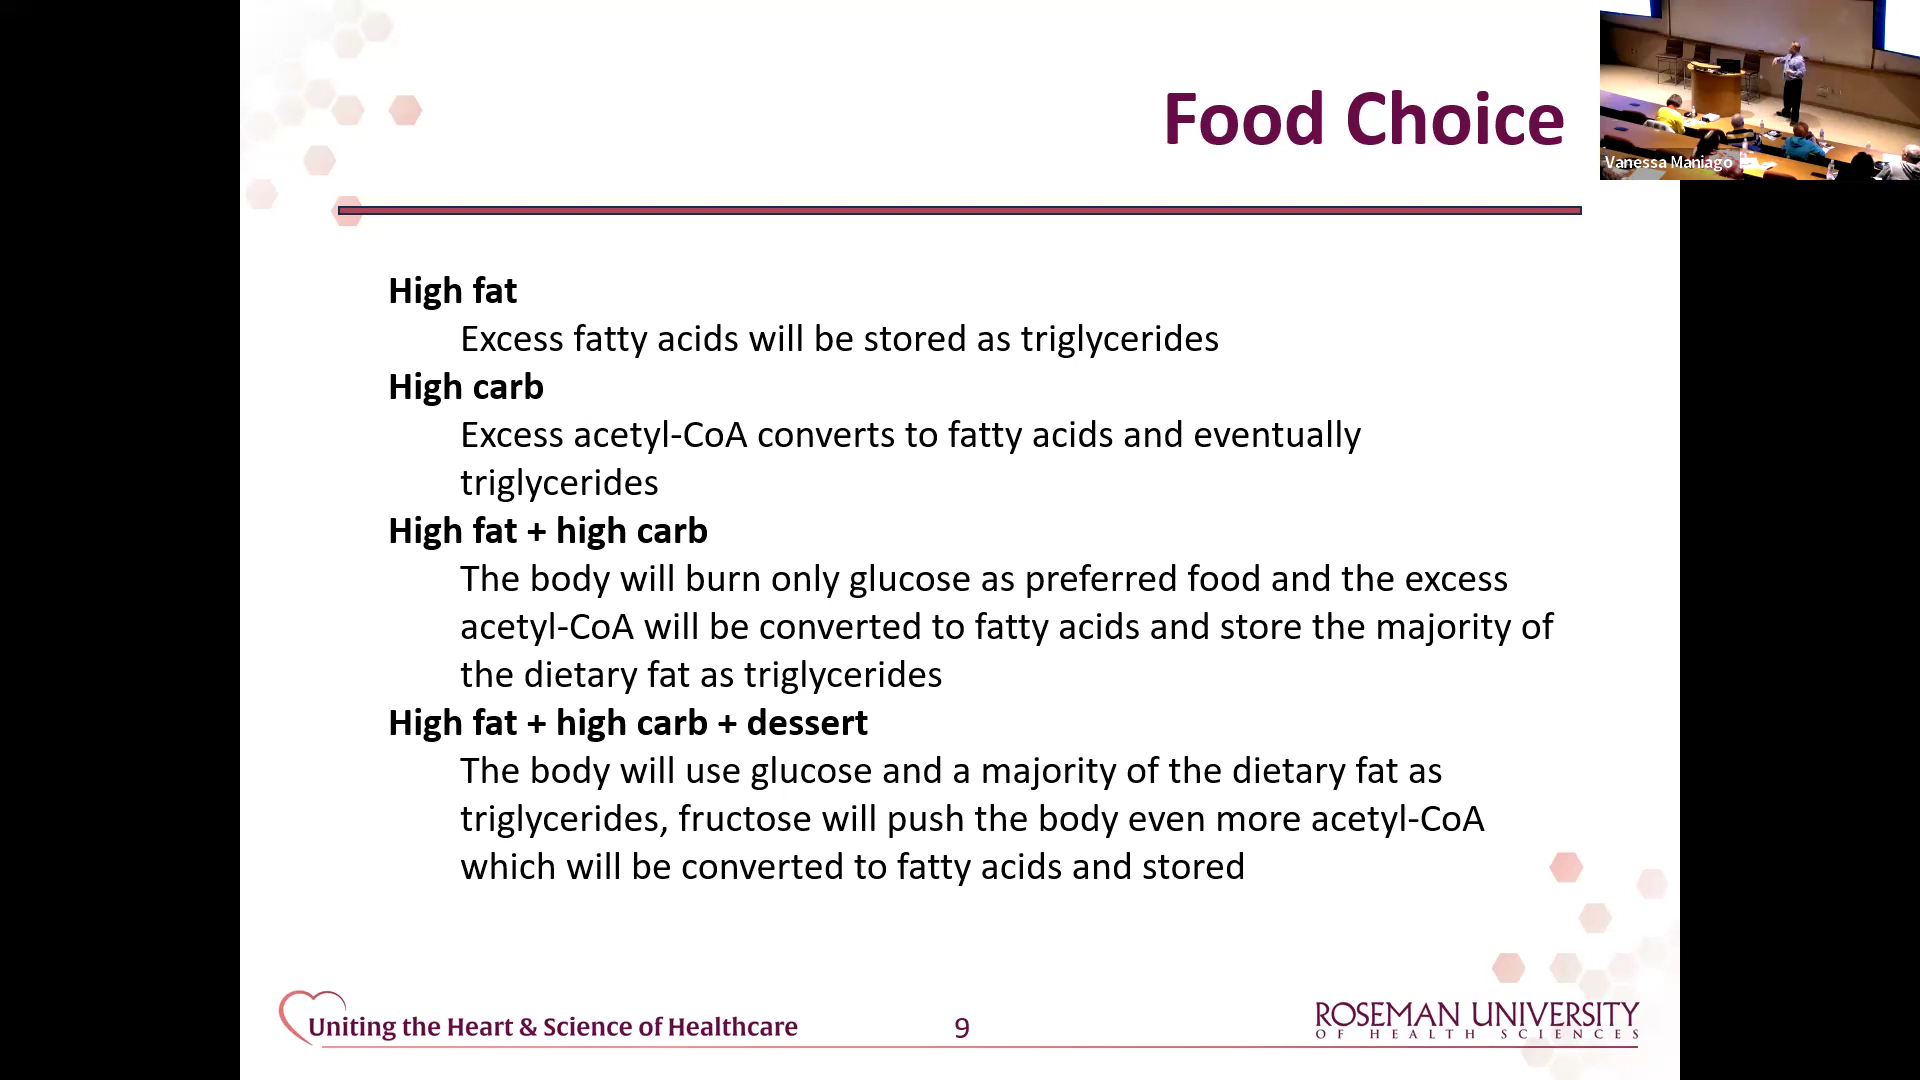 Food Choice
Vanessa Maniago
High fat
Excess fatty acids will be stored as triglycerides
High carb
Excess acetyl-CoA converts to fatty acids and eventually
triglycerides
High fat + high carb
The body will burn only glucose as preferred food and the excess
acetyl-CoA will be converted to fatty acids and store the majority of
the dietary fat as triglycerides
High fat + high carb + dessert
The body will use glucose and a majority of the dietary fat as
triglycerides, fructose will push the body even more acetyl-CoA
which will be converted to fatty acids and stored
Uniting the Heart & Science of Healthcare
9
ROSEMAN UNIVERSITY
OF HEALTH SCIENCES